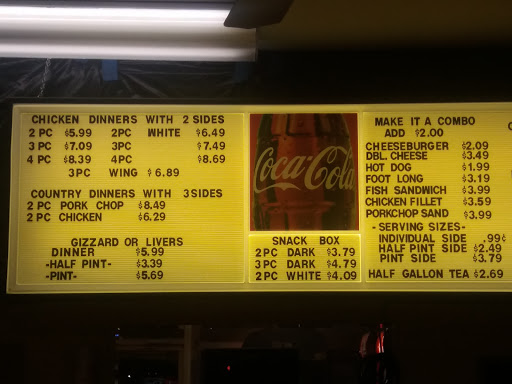 CHICKEN DINNERS WITH 2 SIDES
2 PC $5.99 2PC WHITE $6.49
3 PC $7.09 3PC $7.49
4 PC $8.39 4PC $8.69
3PC WING $6.89
COUNTRY DINNERS WITH 3SIDES
2 PC PORK CHOP $8.49
2 PC CHICKEN $6.29
GIZZARD OR LIVERS
DINNER $5.99
-HALF PINT- $3.39
-PINT- $5.69
Coca-Cola
SNACK BOX
2PC DARK $3.79
3PC DARK $4.79
2PC WHITE $4.09
MAKE IT A COMBO
ADD $2.00
CHEESEBURGER $2.09
DBL. CHEESE $3.49
HOT DOG $1.99
FOOT LONG $3.19
FISH SANDWICH $3.99
CHICKEN FILLET $3.59
PORKCHOP SAND $3.99
- SERVING SIZES-
INDIVIDUAL SIDE .99¢
HALF PINT SIDE $2.49
PINT SIDE $3.79
HALF GALLON TEA $2.69